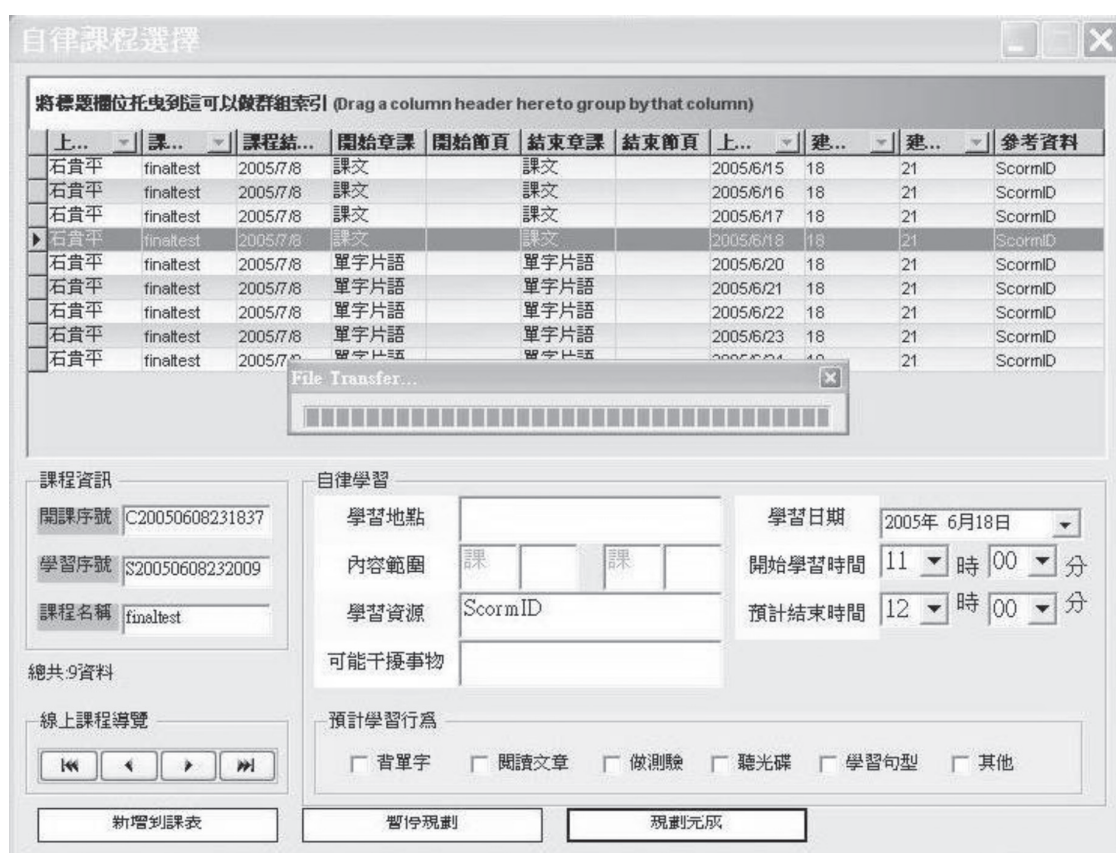 自律課程選擇
將標題欄位托曳到這可以做群組索引 (Drag a column header here to group by that column)
上... 課... 課程結... 開始章課 開始節頁 結束章課 結束節頁 上... 建... 建... 參考資料
石貴平 finaltest 2005/7/8 課文 課文 2005/6/15 18 21 ScormID
石貴平 finaltest 2005/7/8 課文 課文 2005/6/16 18 21 ScormID
石貴平 finaltest 2005/7/8 課文 課文 2005/6/17 18 21 ScormID
石貴平 finaltest 2005/7/8 課文 課文 2005/6/18 18 21 ScormID
石貴平 finaltest 2005/7/8 單字片語 單字片語 2005/6/20 18 21 ScormID
石貴平 finaltest 2005/7/8 單字片語 單字片語 2005/6/21 18 21 ScormID
石貴平 finaltest 2005/7/8 單字片語 單字片語 2005/6/22 18 21 ScormID
石貴平 finaltest 2005/7/8 單字片語 單字片語 2005/6/23 18 21 ScormID
石貴平 finaltest 單字片語 單字片語 21 ScormID
File Transfer...
課程資訊
開課序號 C20050608231837
學習序號 S20050608232009
課程名稱 finaltest
總共:9資料
線上課程導覽
自律學習
學習地點
內容範圍 課 課
學習資源 ScormID
可能干擾事物
學習日期 2005年 6月18日
開始學習時間 11 時 00 分
預計結束時間 12 時 00 分
預計學習行為
背單字 閱讀文章 做測驗 聽光碟 學習句型 其他
新增到課表 暫停規劃 規劃完成